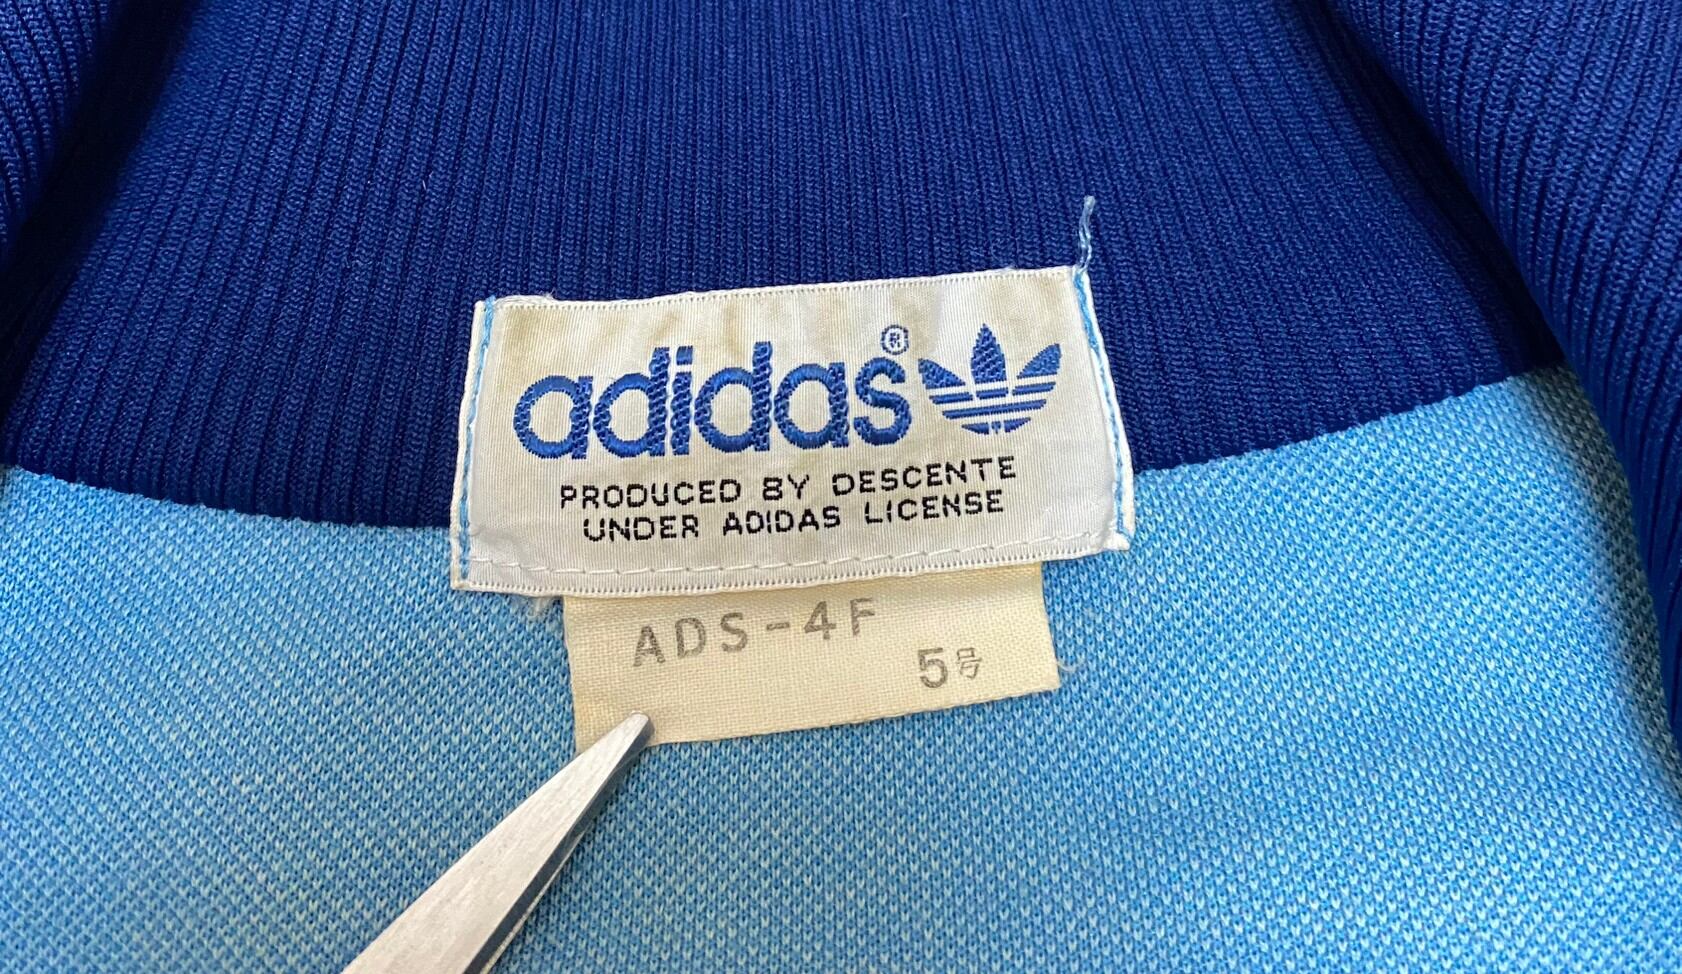 adidas®
PRODUCED BY DESCENTE
UNDER ADIDAS LICENSE
ADS-4F
5号